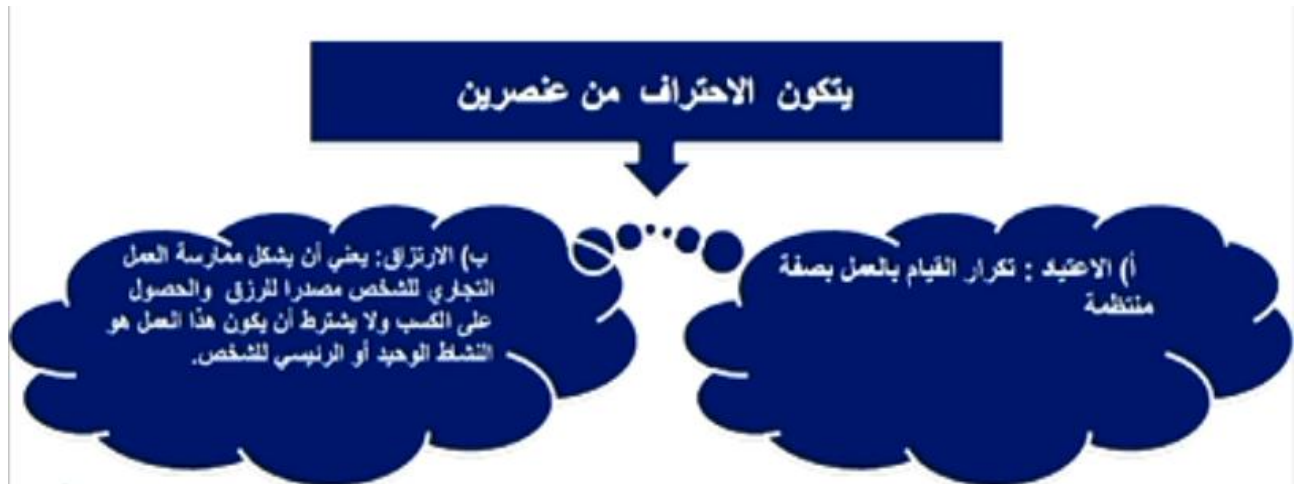 يتكون الاحتراف من عنصرين
أ) الاعتياد : تكرار القيام بالعمل بصفة
منتظمة
ب) الارتزاق: يعني أن يشكل ممارسة العمل
التجاري للشخص مصدرا للرزق والحصول
على الكسب ولا يشترط أن يكون هذا العمل هو
النشاط الوحيد أو الرئيسي للشخص.